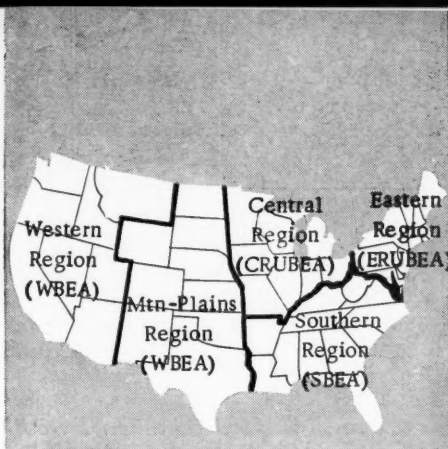 Western
Region
(WBEA)
Mtn-Plains
Region
(WBEA)
Central
Region
(CRUBEA)
Southern
Region
(SBEA)
Eastern
Region
(ERUBEA)